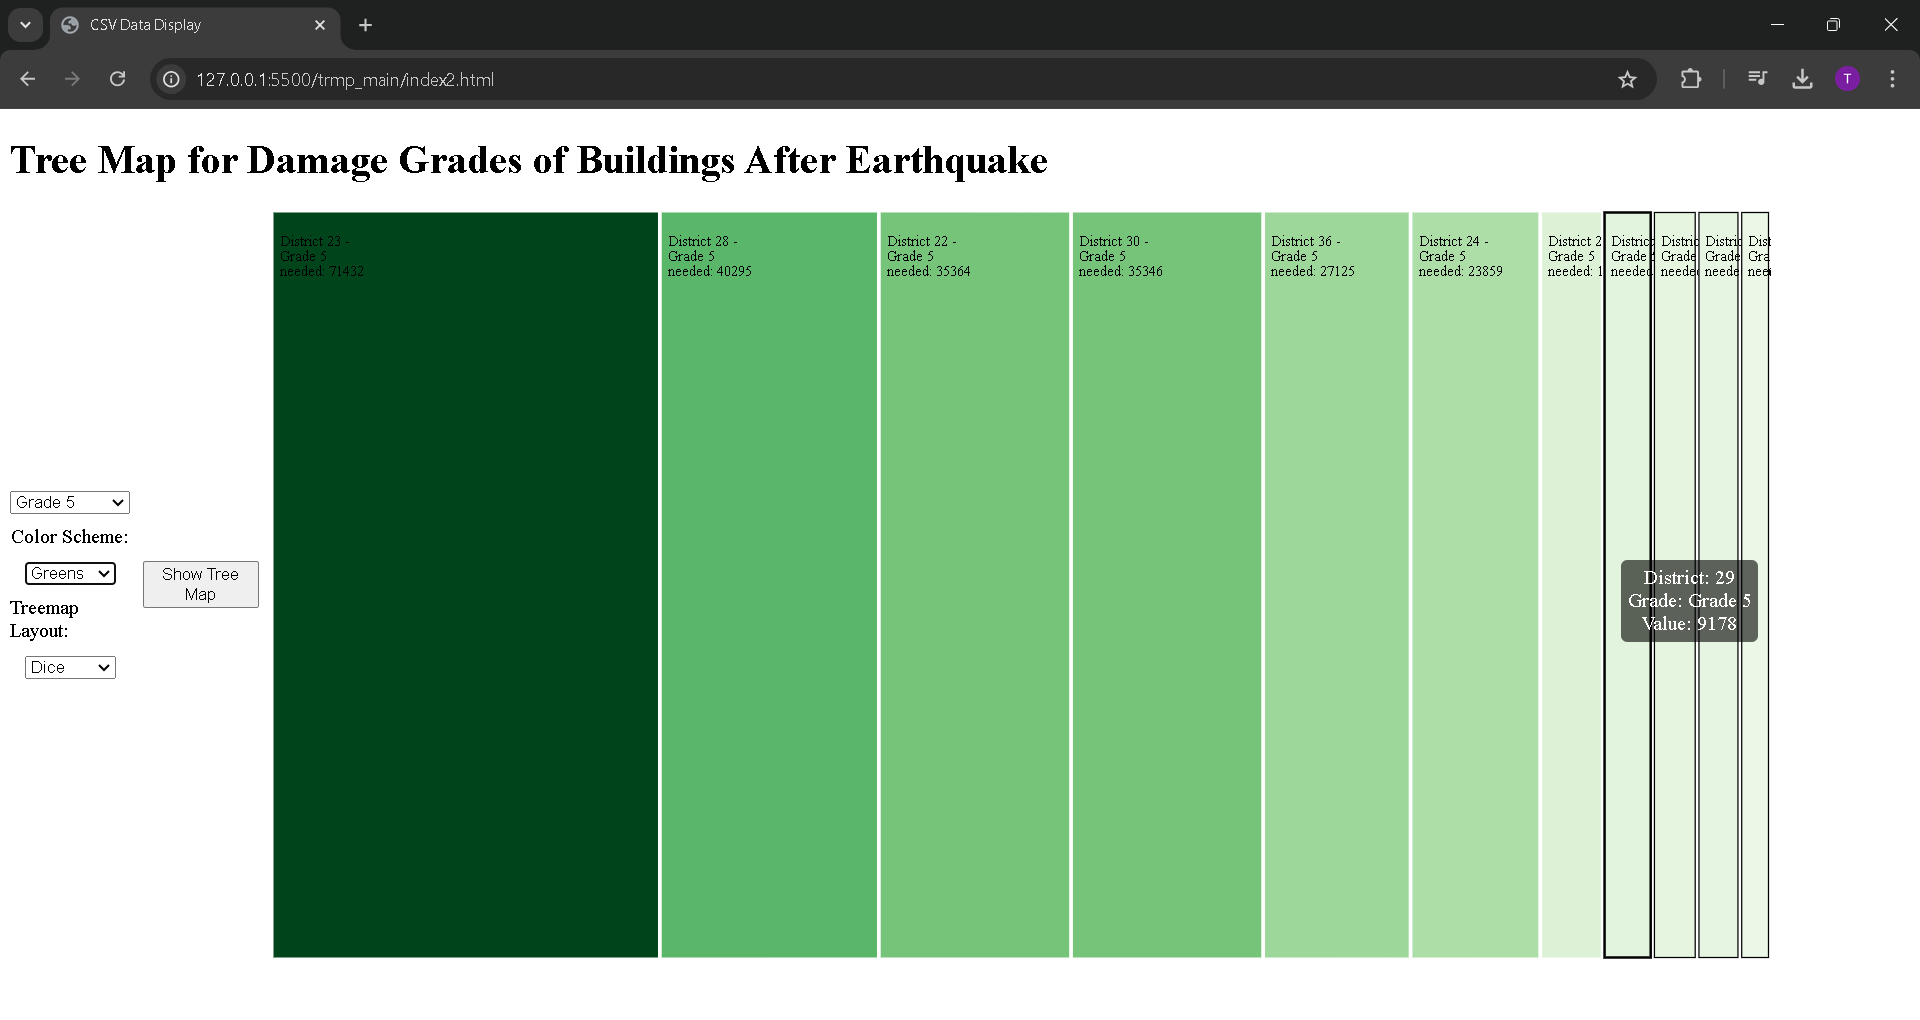 CSV Data Display
127.0.0.1:5500/trmp_main/index2.html
T
Tree Map for Damage Grades of Buildings After Earthquake
Grade 5
Color Scheme:
Greens
Treemap
Layout:
Dice
Show Tree
Map
District 23 -
Grade 5
needed: 71432
District 28 -
Grade 5
needed: 40295
District 22 -
Grade 5
needed: 35364
District 30 -
Grade 5
needed: 35346
District 36 -
Grade 5
needed: 27125
District 24 -
Grade 5
needed: 23859
District 2
Grade 5
needed: 1
District
Grade
needed
Distric
Grade
neede
Distri
Grade
neede
Dist
Gra
nee
District: 29
Grade: Grade 5
Value: 9178